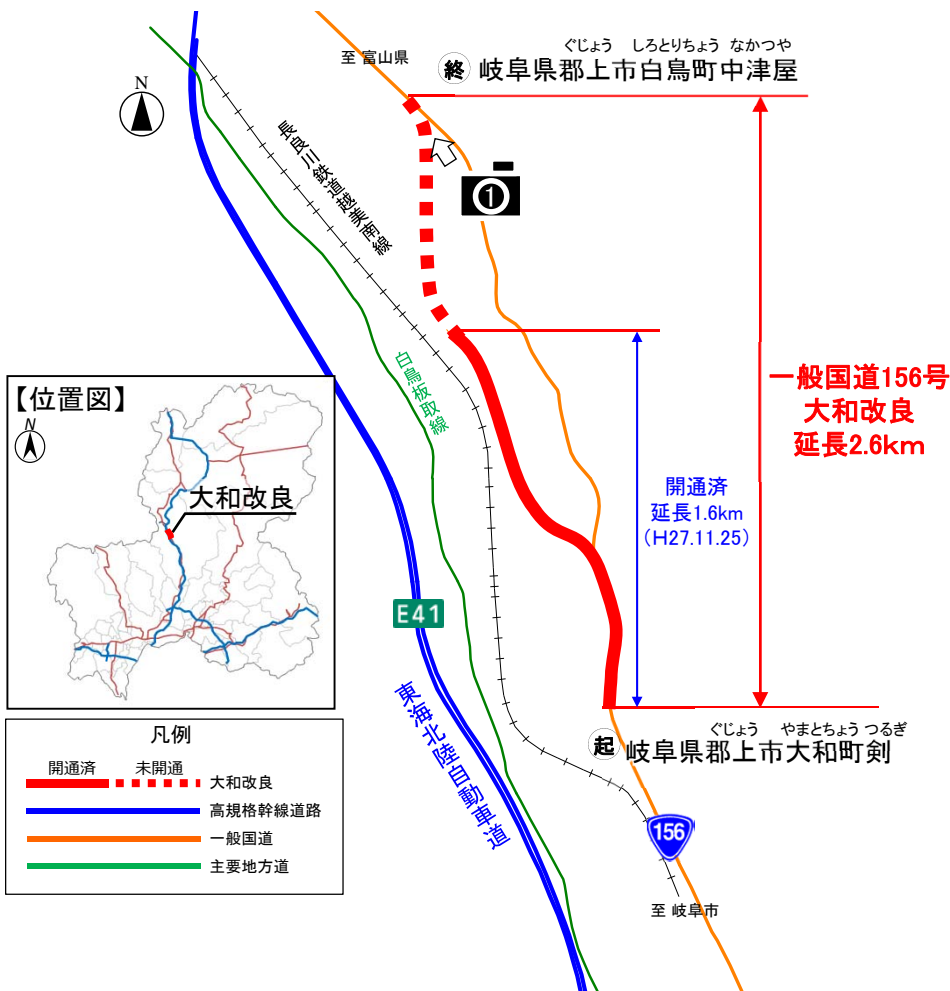 至 富山県
ぐじょう しろとりちょう なかつや
終 岐阜県郡上市白鳥町中津屋
N
長良川鉄道越美南線
①
白鳥板取線
一般国道156号
大和改良
延長2.6km
開通済
延長1.6km
（H27.11.25）
【位置図】
N
大和改良
E41
東海北陸自動車道
ぐじょう やまとちょう つるぎ
起 岐阜県郡上市大和町剣
156
至 岐阜市
凡例
開通済 未開通
大和改良
高規格幹線道路
一般国道
主要地方道